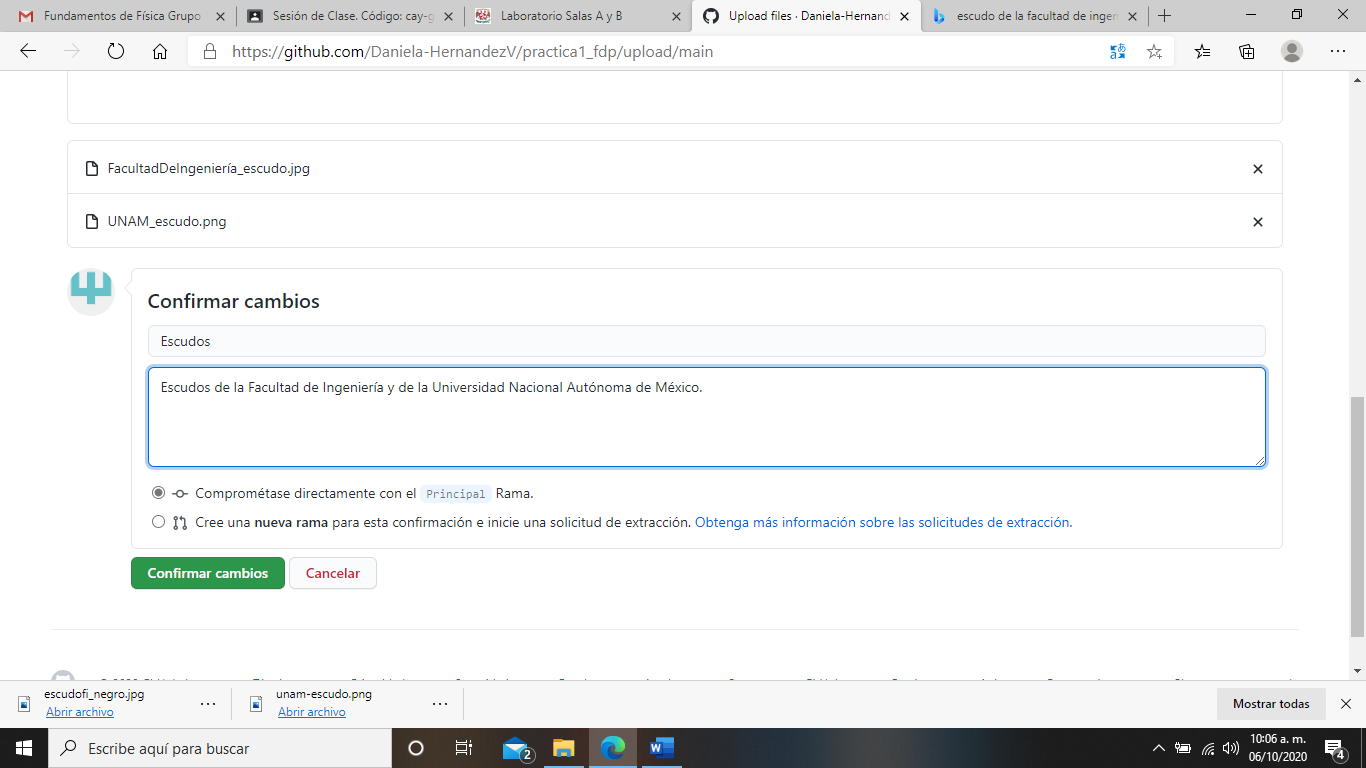 Fundamentos de Física Grupo
Sesión de Clase. Código: cay-g
Laboratorio Salas A y B
Upload files · Daniela-Hernand
escudo de la facultad de ingen
https://github.com/Daniela-HernandezV/practica1_fdp/upload/main
FacultadDeIngeniería_escudo.jpg
UNAM_escudo.png
Confirmar cambios
Escudos
Escudos de la Facultad de Ingeniería y de la Universidad Nacional Autónoma de México.
Comprométase directamente con el Principal Rama.
Cree una nueva rama para esta confirmación e inicie una solicitud de extracción. Obtenga más información sobre las solicitudes de extracción.
Confirmar cambios Cancelar
escudofi_negro.jpg
Abrir archivo
unam-escudo.png
Abrir archivo
Mostrar todas
Escribe aquí para buscar
2
10:06 a. m.
06/10/2020
4